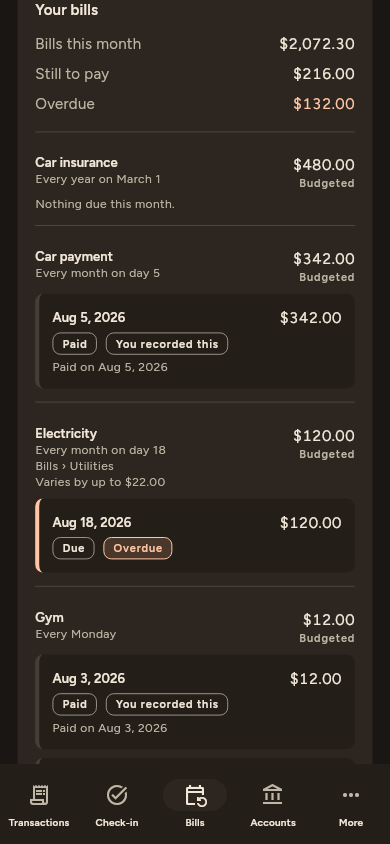 Your bills
Bills this month $2,072.30
Still to pay $216.00
Overdue $132.00
Car insurance $480.00
Every year on March 1 Budgeted
Nothing due this month.
Car payment $342.00
Every month on day 5 Budgeted
Aug 5, 2026 $342.00
Paid You recorded this
Paid on Aug 5, 2026
Electricity $120.00
Every month on day 18 Budgeted
Bills › Utilities
Varies by up to $22.00
Aug 18, 2026 $120.00
Due Overdue
Gym $12.00
Every Monday Budgeted
Aug 3, 2026 $12.00
Paid You recorded this
Paid on Aug 3, 2026
Transactions Check-in Bills Accounts More